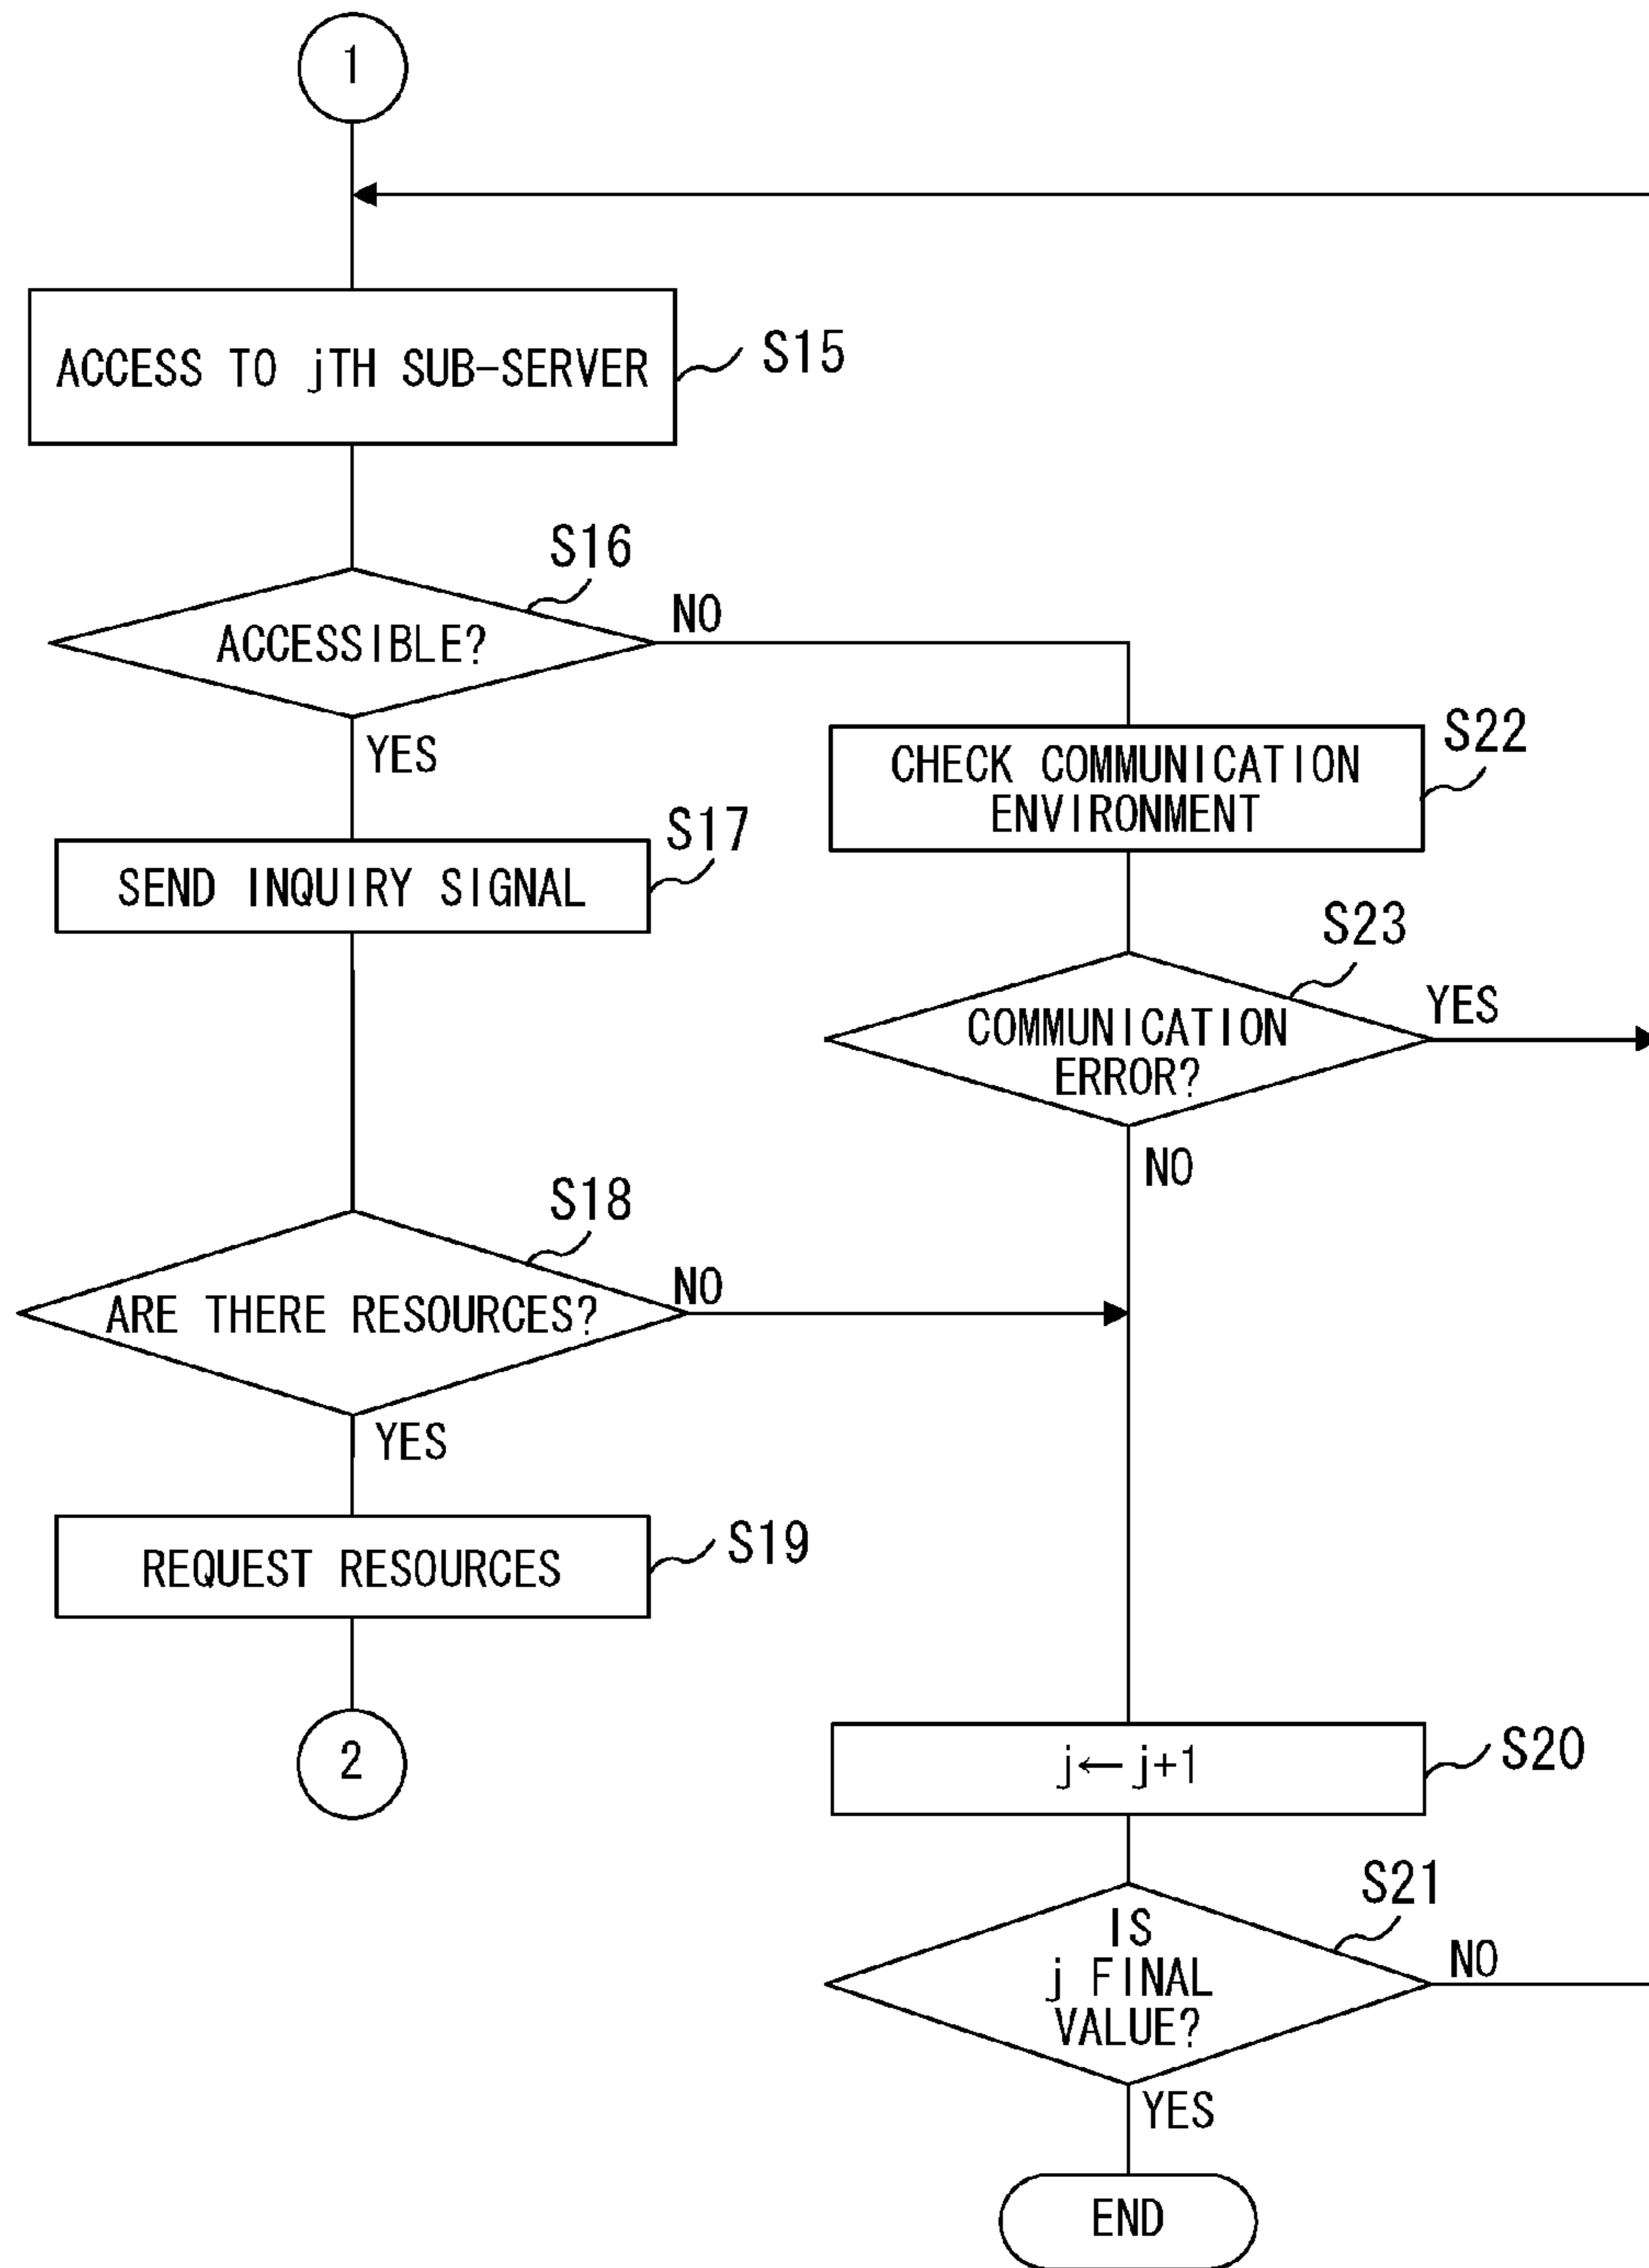 1
ACCESS TO jTH SUB-SERVER
S15
S16
ACCESSIBLE?
NO
YES
S22
CHECK COMMUNICATION
ENVIRONMENT
S17
SEND INQUIRY SIGNAL
S23
COMMUNICATION
ERROR?
YES
NO
S18
ARE THERE RESOURCES?
NO
YES
S19
REQUEST RESOURCES
2
S20
j← j+1
S21
IS
j FINAL
VALUE?
NO
YES
END